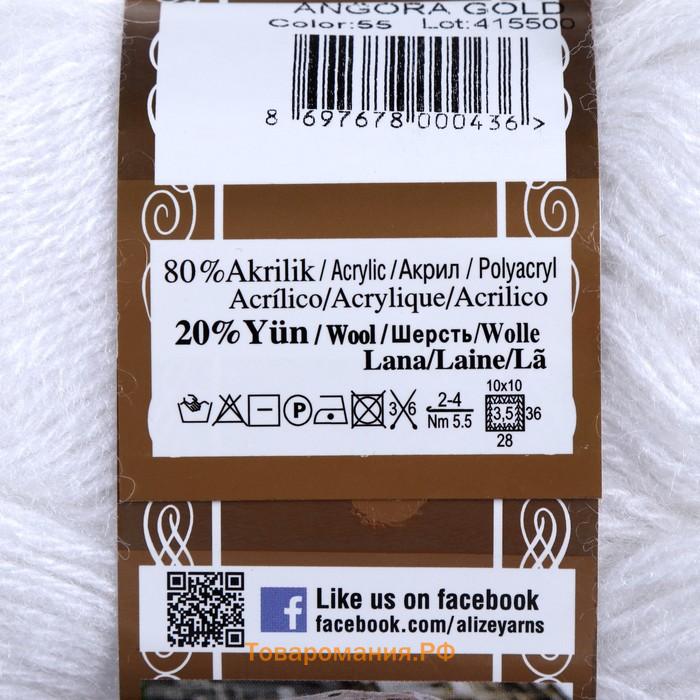 ANGORA GOLD
Color:55 Lot:415500
8 697678 000436 >
80%Akrilik / Acrylic / Акрил / Polyacryl
Acrílico/Acrylique/Acrilico
20%Yün / Wool / Шерсть/Wolle
Lana/Laine/Lã
P 3 6 2-4 Nm 5.5 10x10 3,5 36 28
Like us on facebook
facebook.com/alizeyarns
Товаромания.РФ